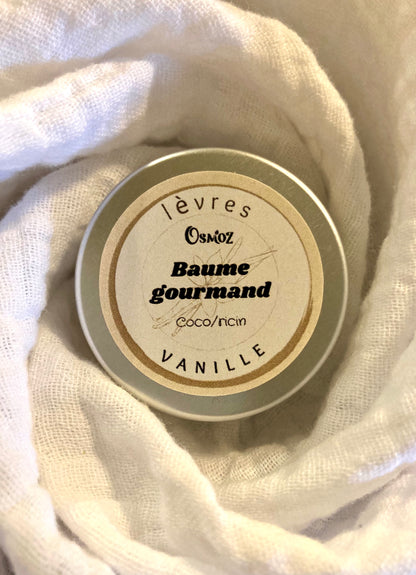 lèvres
Osmoz
Baume
gourmand
Coco/ricin
VANILLE